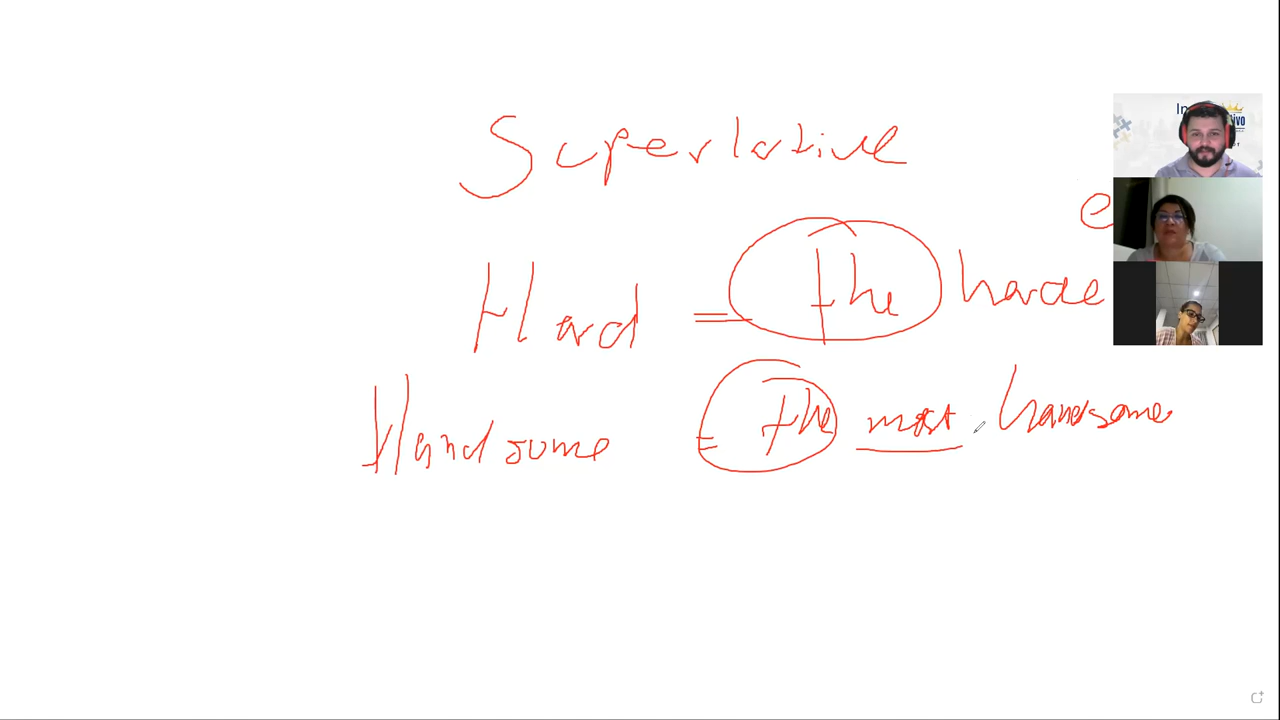 Superlative
e
Hard = the harde
Handsome = the most handsome